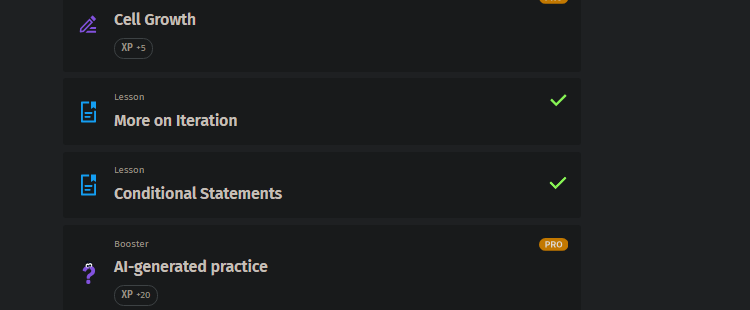 Cell Growth
XP +5
Lesson
More on Iteration
Lesson
Conditional Statements
Booster
PRO
AI-generated practice
XP +20